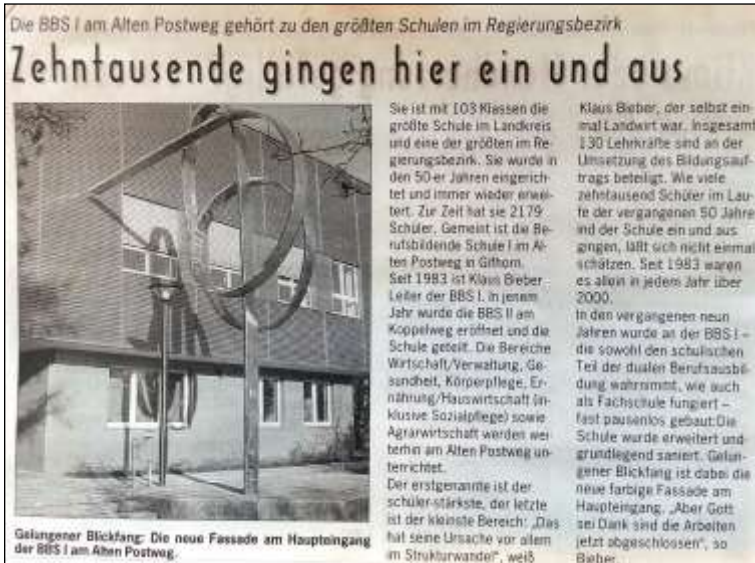 Die BBS I am Alten Postweg gehört zu den größten Schulen im Regierungsbezirk
Zehntausende gingen hier ein und aus
Gelungener Blickfang: Die neue Fassade am Haupteingang
der BBS I am Alten Postweg.
Sie ist mit 103 Klassen die
größte Schule im Landkreis
und eine der größten im Re-
gierungsbezirk. Sie wurde in
den 50-er Jahren eingerich-
tet und immer wieder erwei-
tert. Zur Zeit hat sie 2179
Schüler. Gemeint ist die Be-
rufsbildende Schule I im Al-
ten Postweg in Gifhorn.
Seit 1983 ist Klaus Bieber
Leiter der BBS I. In jenem
Jahr wurde die BBS II am
Koppelweg eröffnet und die
Schule geteilt. Die Bereiche
Wirtschaft/Verwaltung, Ge-
sundheit, Körperpflege, Er-
nährung/Hauswirtschaft (in-
klusive Sozialpflege) sowie
Agrarwirtschaft werden wei-
terhin am Alten Postweg un-
terrichtet.
Der erstgenannte ist der
schüler-stärkste, der letzte
ist der kleinste Bereich: „Das
hat seine Ursache vor allem
im Strukturwandel“, weiß
Klaus Bieber, der selbst ein-
mal Landwirt war. Insgesamt
130 Lehrkräfte sind an der
Umsetzung des Bildungsauf-
trags beteiligt. Wie viele
zehntausend Schüler im Lau-
fe der vergangenen 50 Jahre
ind der Schule ein und aus
gingen, läßt sich nicht einmal
schätzen. Seit 1983 waren
es allein in jedem Jahr über
2000.
In den vergangenen neun
Jahren wurde an der BBS I –
die sowohl den schulischen
Teil der dualen Berufsausbil-
dung wahrnimmt, wie auch
als Fachschule fungiert –
fast pausenlos gebaut: Die
Schule wurde erweitert und
grundlegend saniert. Gelun-
gener Blickfang ist dabei die
neue farbige Fassade am
Haupteingang. „Aber Gott
sei Dank sind die Arbeiten
jetzt abgeschlossen“, so
Bieber.